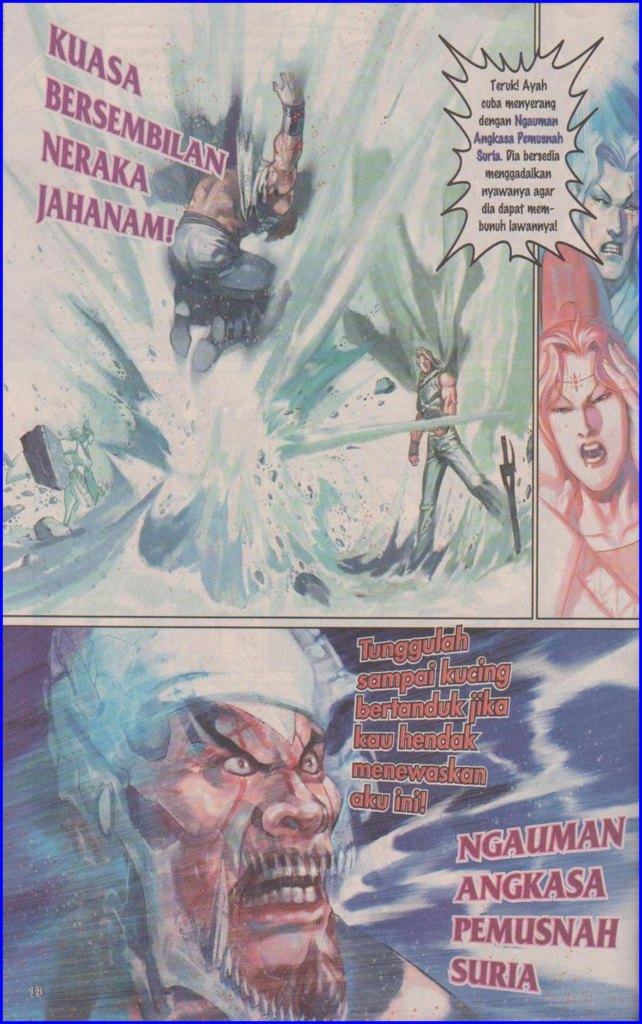 KUASA
BERSEMBILAN
NERAKA
JAHANAM!
Teruk! Ayah
cuba menyerang
dengan Ngauman
Angkasa Pemusnah
Suria. Dia bersedia
menggadaikan
nyawanya agar
dia dapat mem-
bunuh lawannya!
Tunggulah
sampai kucing
bertanduk jika
kau hendak
menewaskan
aku ini!
NGAUMAN
ANGKASA
PEMUSNAH
SURIA
18